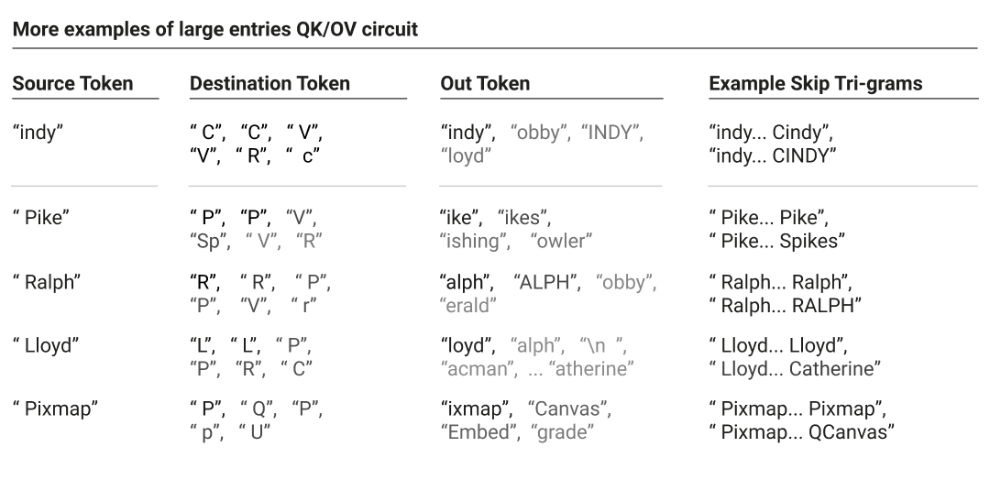 More examples of large entries QK/OV circuit
Source Token Destination Token Out Token Example Skip Tri-grams
“indy” “ C”, “C”, “ V”, “indy”, “obby”, “INDY”, “indy... Cindy”,
“V”, “ R”, “ c” “loyd” “indy... CINDY”
“ Pike” “ P”, “P”, “V”, “ike”, “ikes”, “ Pike... Pike”,
“Sp”, “ V”, “R” “ishing”, “owler” “ Pike... Spikes”
“ Ralph” “R”, “ R”, “ P”, “alph”, “ALPH”, “obby”, “ Ralph... Ralph”,
“P”, “V”, “ r” “erald” “ Ralph... RALPH”
“ Lloyd” “L”, “ L”, “ P”, “loyd”, “alph”, “\n ”, “ Lloyd... Lloyd”,
“P”, “R”, “ C” “acman”, ... “atherine” “ Lloyd... Catherine”
“ Pixmap” “ P”, “ Q”, “P”, “ixmap”, “Canvas”, “ Pixmap... Pixmap”,
“ p”, “ U” “Embed”, “grade” “ Pixmap... QCanvas”